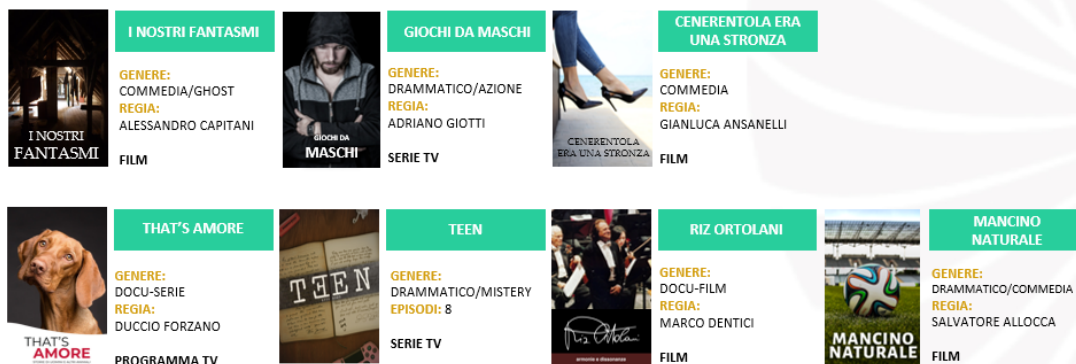 I NOSTRI FANTASMI
GENERE:
COMMEDIA/GHOST
REGIA:
ALESSANDRO CAPITANI
FILM
I NOSTRI
FANTASMI
GIOCHI DA MASCHI
GENERE:
DRAMMATICO/AZIONE
REGIA:
ADRIANO GIOTTI
SERIE TV
GIOCHI DA
MASCHI
CENERENTOLA ERA
UNA STRONZA
GENERE:
COMMEDIA
REGIA:
GIANLUCA ANSANELLI
FILM
CENERENTOLA
ERA UNA STRONZA
THAT'S AMORE
GENERE:
DOCU-SERIE
REGIA:
DUCCIO FORZANO
PROGRAMMA TV
THAT'S
AMORE
TEEN
GENERE:
DRAMMATICO/MISTERY
EPISODI: 8
SERIE TV
TEEN
RIZ ORTOLANI
GENERE:
DOCU-FILM
REGIA:
MARCO DENTICI
FILM
Riz Ortolani
armonie e dissonanze
MANCINO
NATURALE
GENERE:
DRAMMATICO/COMMEDIA
REGIA:
SALVATORE ALLOCCA
FILM
MANCINO
NATURALE